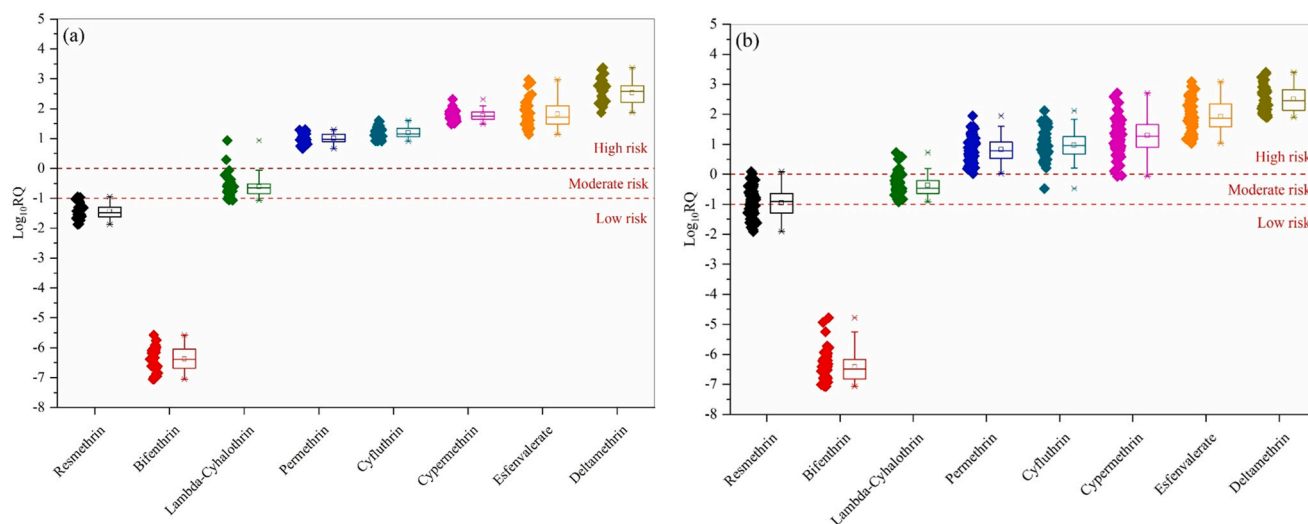 (a)
5
4
3
2
1
0
-1
-2
-3
-4
-5
-6
-7
-8
Log₁₀RQ
High risk
Moderate risk
Low risk
Resmethrin
Bifenthrin
Lambda-Cyhalothrin
Permethrin
Cyfluthrin
Cypermethrin
Esfenvalerate
Deltamethrin
(b)
5
4
3
2
1
0
-1
-2
-3
-4
-5
-6
-7
-8
Log₁₀RQ
High risk
Moderate risk
Low risk
Resmethrin
Bifenthrin
Lambda-Cyhalothrin
Permethrin
Cyfluthrin
Cypermethrin
Esfenvalerate
Deltamethrin